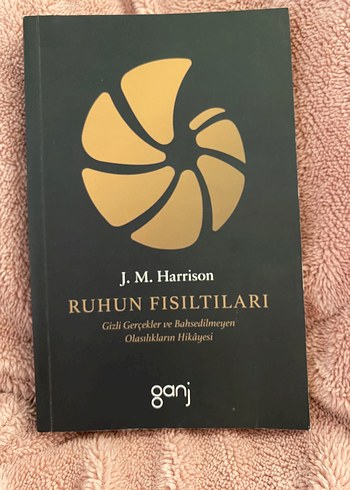 J. M. Harrison
RUHUN FISILTILARI
Gizli Gerçekler ve Bahsedilmeyen
Olasılıkların Hikâyesi
ganj